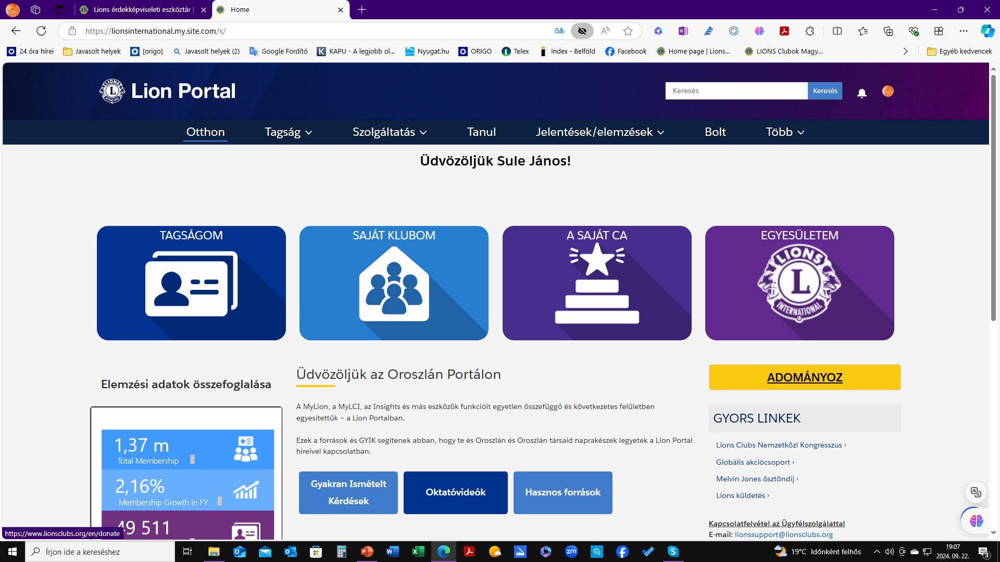 Lions érdekképviseleti eszköztár |
Home
https://lionsinternational.my.site.com/s/
24 óra hírei
Javasolt helyek
[origo]
Javasolt helyek (2)
Google Fordító
KAPU - A legjobb ol...
Nyugat.hu
ORIGO
Telex
Index - Belföld
Facebook
Home page | Lions...
LIONS Clubok Magy...
Egyéb kedvencek
LIONS
L
INTERNATIONAL
Lion Portal
Keresés
Keresés
Otthon
Tagság
Szolgáltatás
Tanul
Jelentések/elemzések
Bolt
Több
Üdvözöljük Sule János!
TAGSÁGOM
SAJÁT KLUBOM
A SAJÁT CA
EGYESÜLETEM
LIONS
L
INTERNATIONAL
Elemzési adatok összefoglalása
1,37 m
Total Membership
2,16%
Membership Growth in FY
49 511
Üdvözöljük az Oroszlán Portálon
A MyLion, a MyLCI, az Insights és más eszközök funkcióit egyetlen összefüggő és következetes felületben
egyesítettük – a Lion Portalban.
Ezek a források és GYIK segítenek abban, hogy te és Oroszlán és Oroszlán társaid naprakészek legyetek a Lion Portal
híreivel kapcsolatban.
Gyakran Ismételt
Kérdések
Oktatóvideók
Hasznos források
ADOMÁNYOZ
GYORS LINKEK
Lions Clubs Nemzetközi Kongresszus ›
Globális akciócsoport ›
Melvin Jones ösztöndíj ›
Lions küldetés ›
Kapcsolatfelvétel az Ügyfélszolgálattal
E-mail: lionssupport@lionsclubs.org
https://www.lionsclubs.org/en/donate
Írjon ide a kereséshez
19°C Időnként felhős
19:07
2024. 09. 22.
3